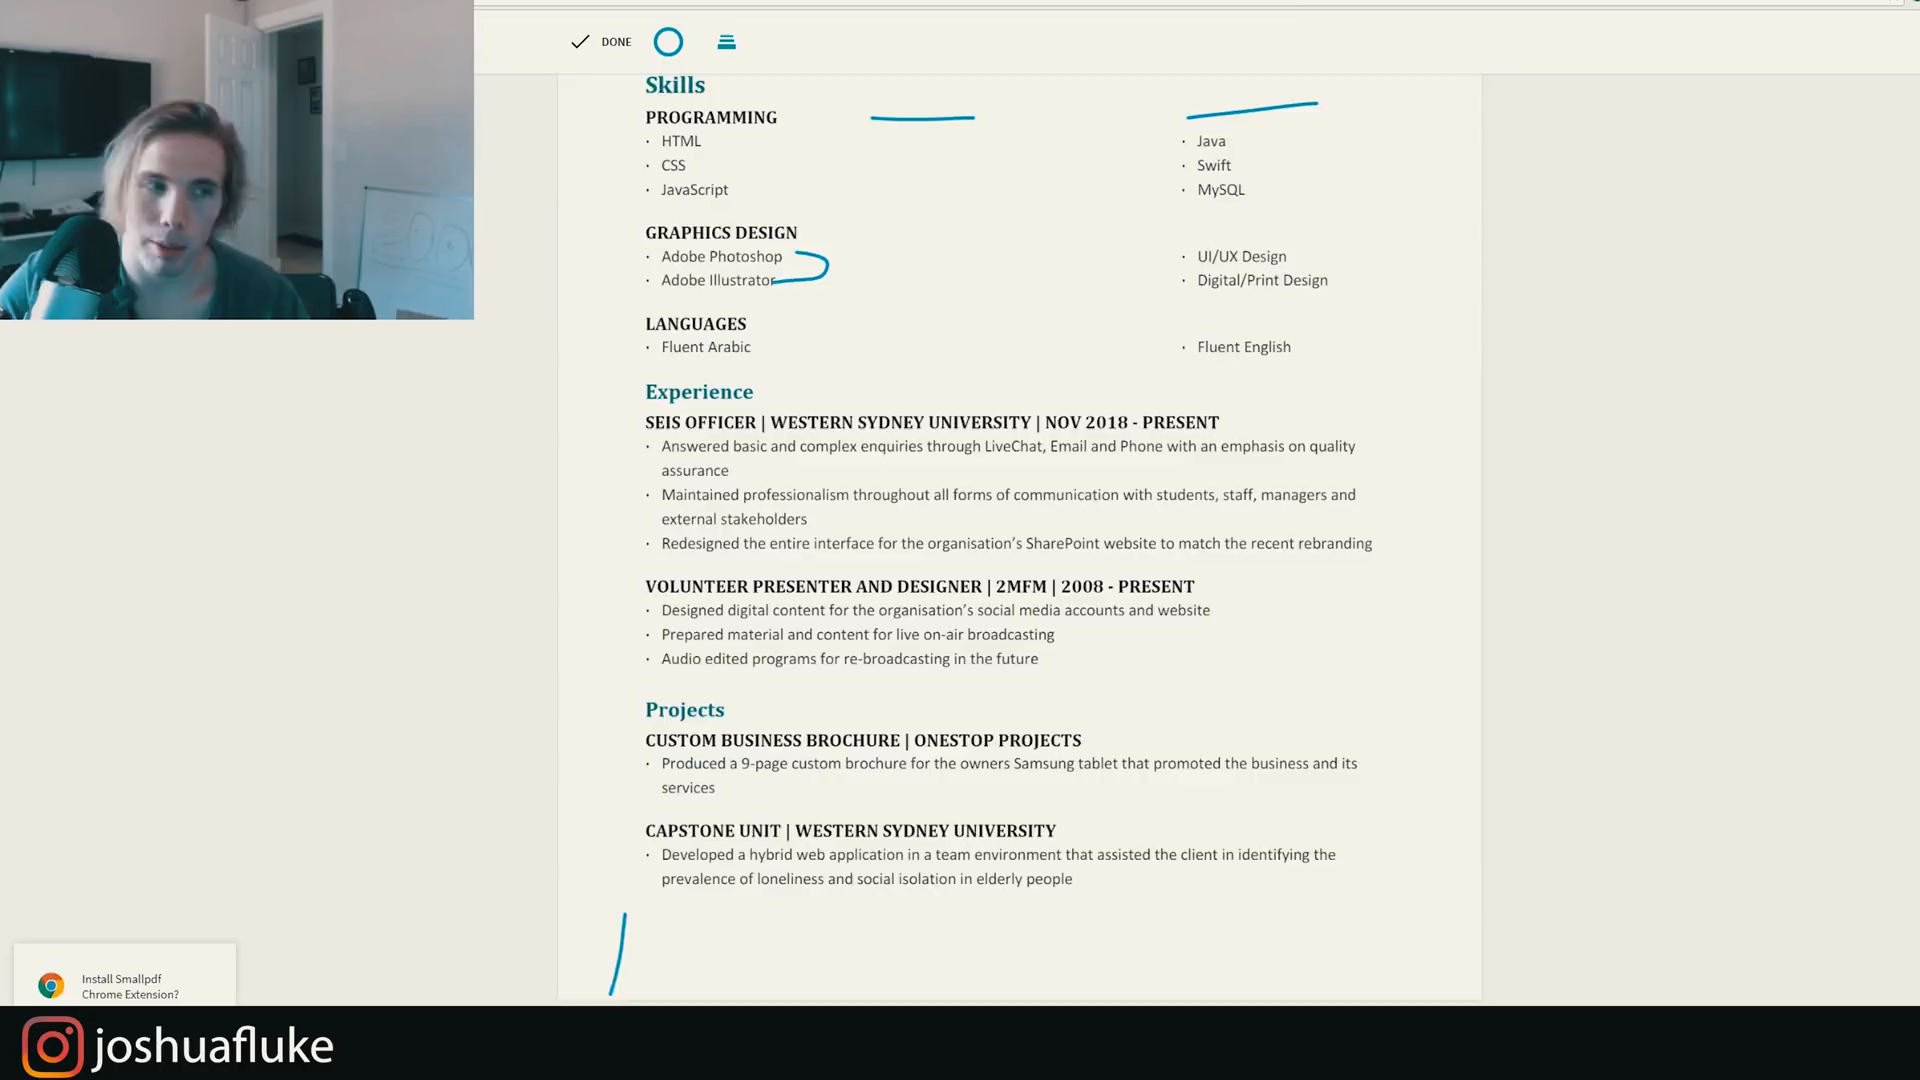 DONE
Skills
PROGRAMMING
· HTML
· CSS
· JavaScript
· Java
· Swift
· MySQL
GRAPHICS DESIGN
· Adobe Photoshop
· Adobe Illustrator
· UI/UX Design
· Digital/Print Design
LANGUAGES
· Fluent Arabic
· Fluent English
Experience
SEIS OFFICER | WESTERN SYDNEY UNIVERSITY | NOV 2018 - PRESENT
· Answered basic and complex enquiries through LiveChat, Email and Phone with an emphasis on quality
assurance
· Maintained professionalism throughout all forms of communication with students, staff, managers and
external stakeholders
· Redesigned the entire interface for the organisation’s SharePoint website to match the recent rebranding
VOLUNTEER PRESENTER AND DESIGNER | 2MFM | 2008 - PRESENT
· Designed digital content for the organisation’s social media accounts and website
· Prepared material and content for live on-air broadcasting
· Audio edited programs for re-broadcasting in the future
Projects
CUSTOM BUSINESS BROCHURE | ONESTOP PROJECTS
· Produced a 9-page custom brochure for the owners Samsung tablet that promoted the business and its
services
CAPSTONE UNIT | WESTERN SYDNEY UNIVERSITY
· Developed a hybrid web application in a team environment that assisted the client in identifying the
prevalence of loneliness and social isolation in elderly people
Install Smallpdf
Chrome Extension?
joshuafluke